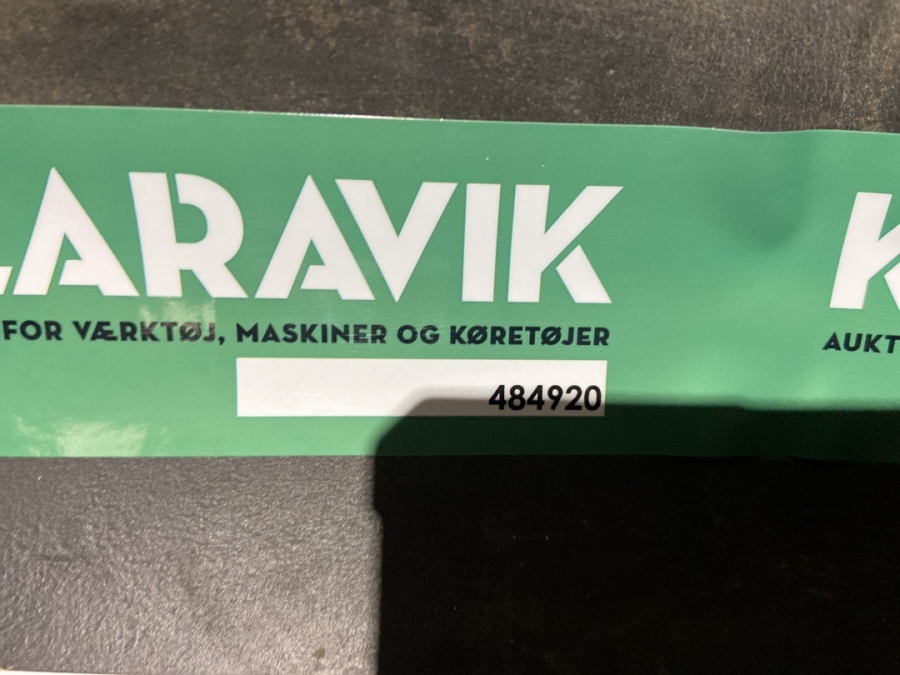 LARAVIK K
FOR VÆRKTØJ, MASKINER OG KØRETØJER AUKT
484920